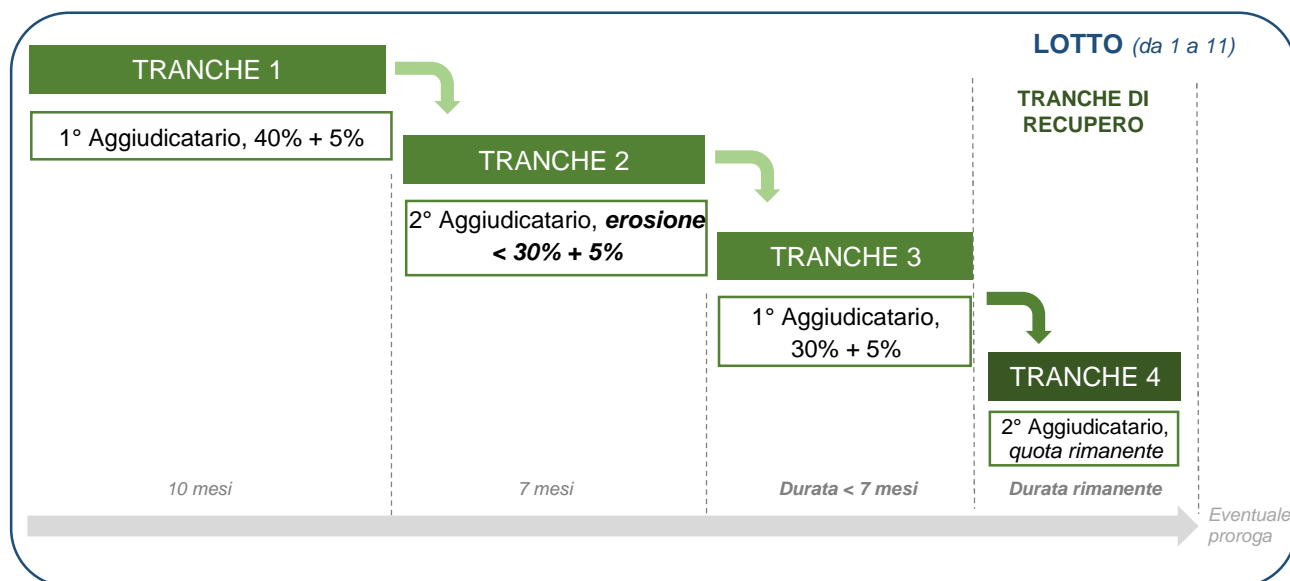 LOTTO (da 1 a 11)
TRANCHE 1
1° Aggiudicatario, 40% + 5%
TRANCHE 2
2° Aggiudicatario, erosione
< 30% + 5%
TRANCHE 3
1° Aggiudicatario,
30% + 5%
TRANCHE DI
RECUPERO
TRANCHE 4
2° Aggiudicatario,
quota rimanente
10 mesi
7 mesi
Durata < 7 mesi
Durata rimanente
Eventuale
proroga